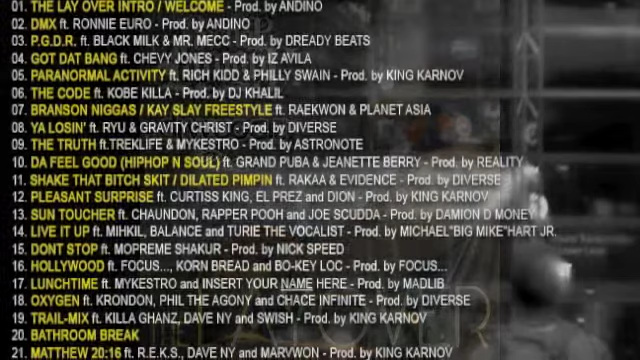 01. THE LAY OVER INTRO / WELCOME - Prod. by ANDINO
02. DMX ft. RONNIE EURO - Prod. by ANDINO
03. P.G.D.R. ft. BLACK MILK & MR. MECC - Prod. by DREADY BEATS
04. GOT DAT BANG ft. CHEVY JONES - Prod. by IZ AVILA
05. PARANORMAL ACTIVITY ft. RICH KIDD & PHILLY SWAIN - Prod. by KING KARNOV
06. THE CODE ft. KOBE KILLA - Prod. by DJ KHALIL
07. BRANSON NIGGAS / KAY SLAY FREESTYLE ft. RAEKWON & PLANET ASIA
08. YA LOSIN' ft. RYU & GRAVITY CHRIST - Prod. by DIVERSE
09. THE TRUTH ft.TREKLIFE & MYKESTRO - Prod. by ASTRONOTE
10. DA FEEL GOOD (HIPHOP N SOUL) ft. GRAND PUBA & JEANETTE BERRY - Prod. by REALITY
11. SHAKE THAT BITCH SKIT / DILATED PIMPIN ft. RAKAA & EVIDENCE - Prod. by DIVERSE
12. PLEASANT SURPRISE ft. CURTISS KING, EL PREZ and DION - Prod. by KING KARNOV
13. SUN TOUCHER ft. CHAUNDON, RAPPER POOH and JOE SCUDDA - Prod. by DAMION D MONEY
14. LIVE IT UP ft. MIHKIL, BALANCE and TURIE THE VOCALIST - Prod. by MICHAEL"BIG MIKE"HART JR.
15. DONT STOP ft. MOPREME SHAKUR - Prod. by NICK SPEED
16. HOLLYWOOD ft. FOCUS..., KORN BREAD and BO-KEY LOC - Prod. by FOCUS...
17. LUNCHTIME ft. MYKESTRO and INSERT YOUR NAME HERE - Prod. by MADLIB
18. OXYGEN ft. KRONDON, PHIL THE AGONY and CHACE INFINITE - Prod. by DIVERSE
19. TRAIL-MIX ft. KILLA GHANZ, DAVE NY and SWISH - Prod. by KING KARNOV
20. BATHROOM BREAK
21. MATTHEW 20:16 ft. R.E.K.S., DAVE NY and MARVWON - Prod. by KING KARNOV